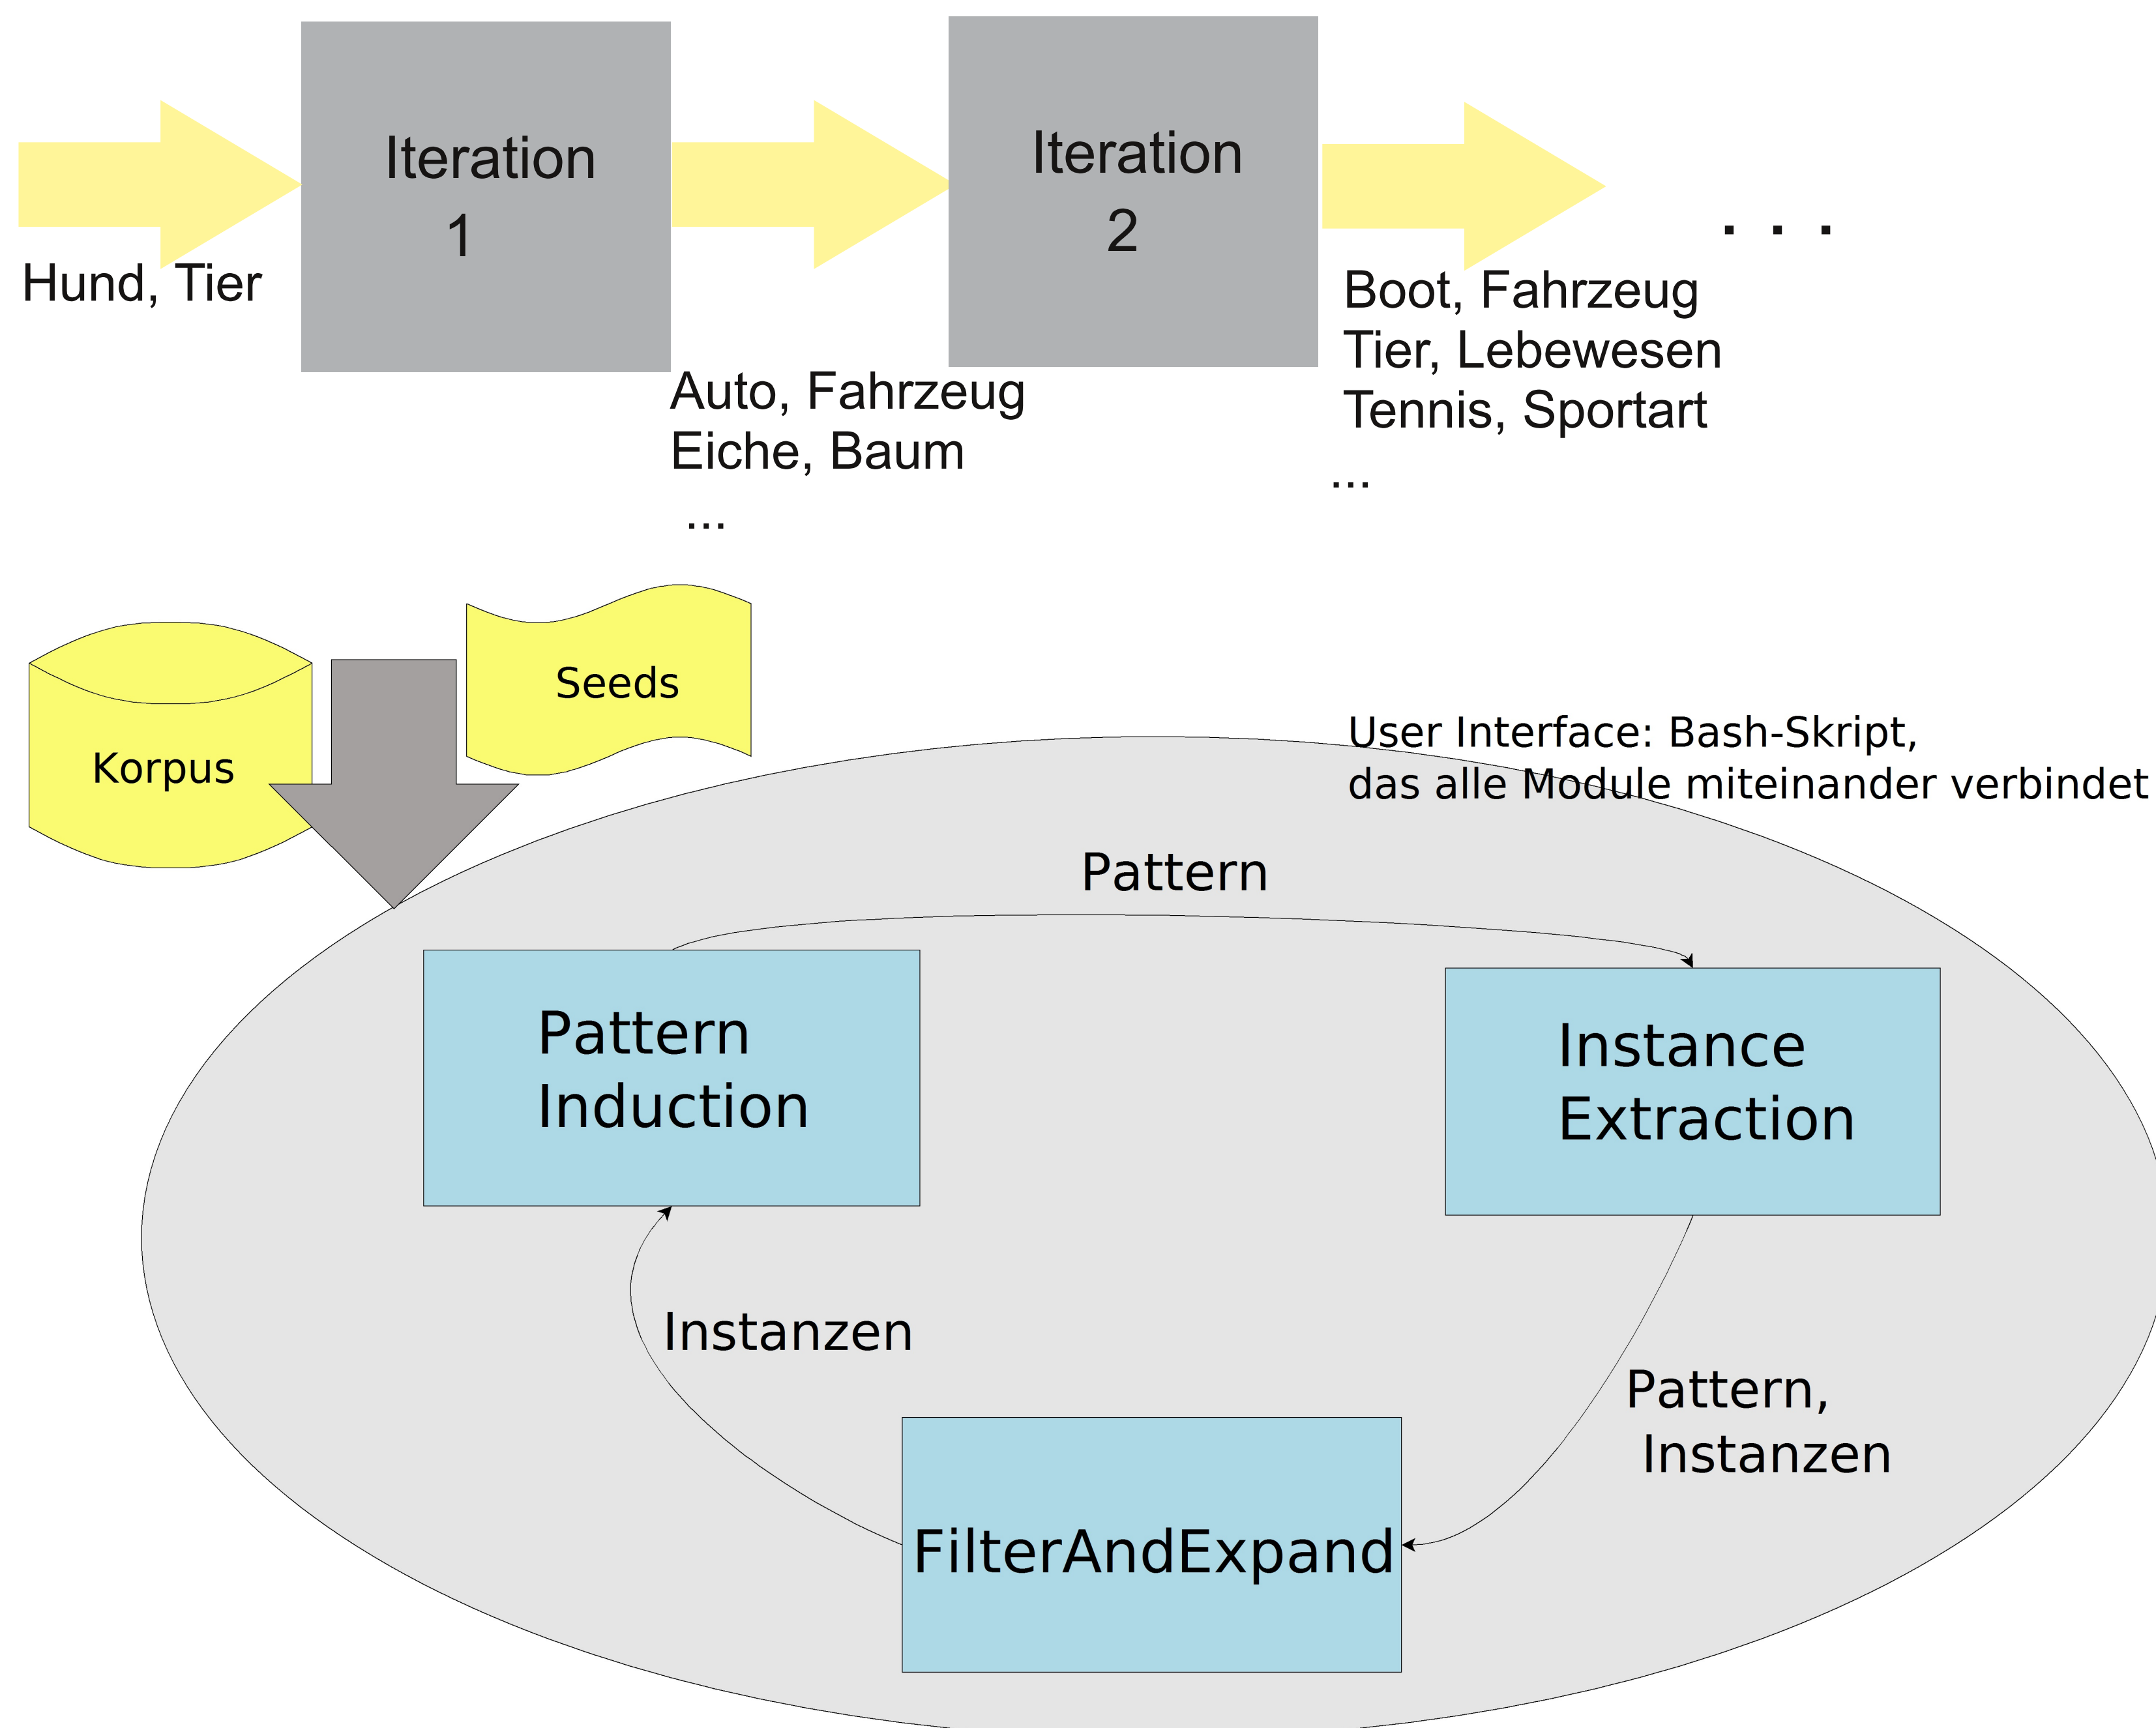 Iteration
1
Iteration
2
. . .
Hund, Tier
Auto, Fahrzeug
Eiche, Baum
...
Boot, Fahrzeug
Tier, Lebewesen
Tennis, Sportart
...
Korpus
Seeds
User Interface: Bash-Skript,
das alle Module miteinander verbindet
Pattern
Pattern
Induction
Instance
Extraction
Instanzen
Pattern,
Instanzen
FilterAndExpand